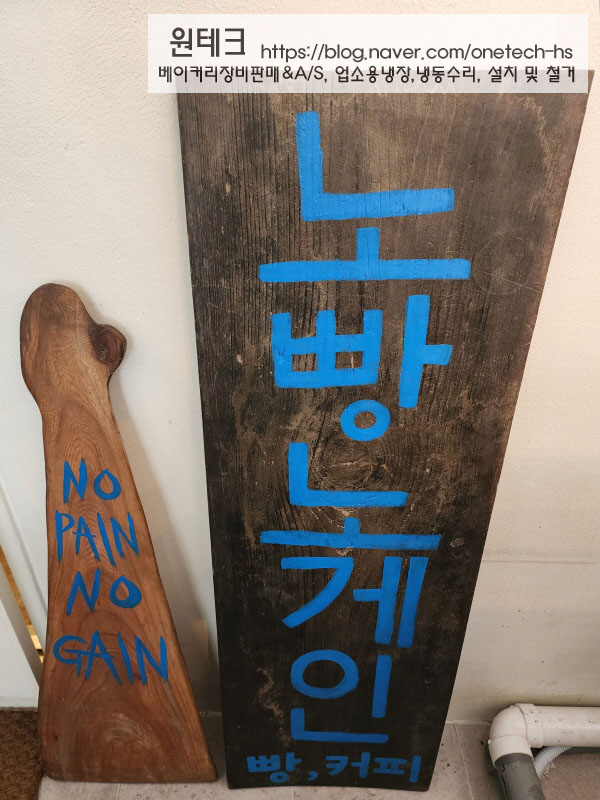 원테크 https://blog.naver.com/onetech-hs
베이커리장비판매&A/S, 업소용냉장,냉동수리, 설치 및 철거
NO
PAIN
NO
GAIN
노
빵
노
게
인
빵,커피